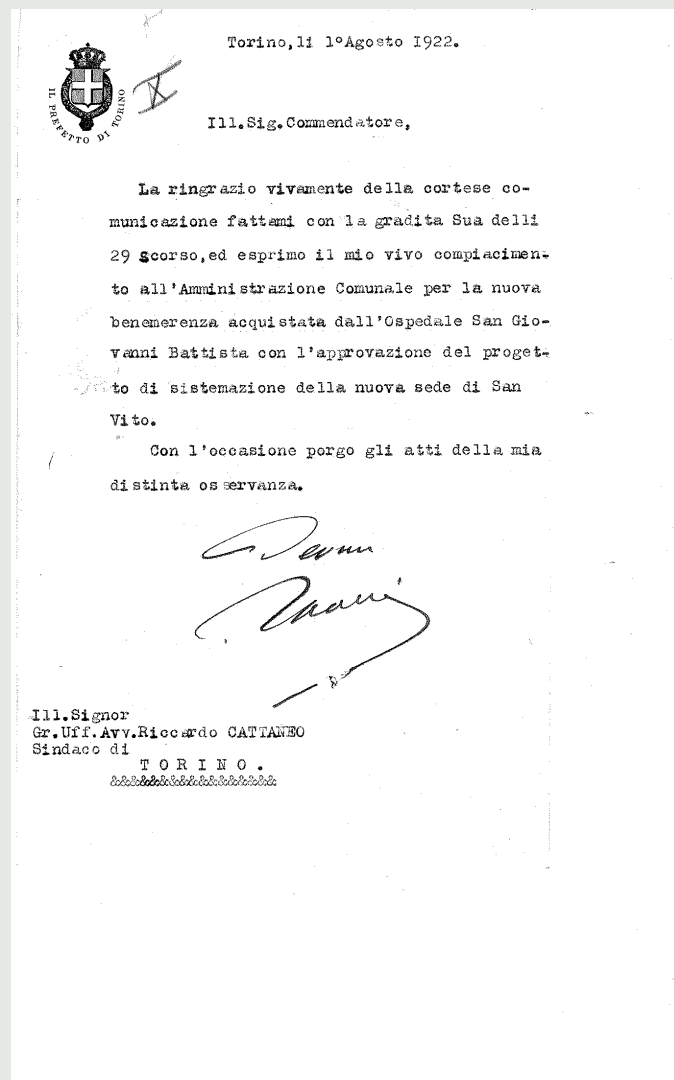 Torino,li 1°Agosto 1922.
IL PREFETTO DI TORINO
Ill.Sig.Commendatore,
La ringrazio vivamente della cortese co-
municazione fattami con la gradita Sua delli
29 scorso,ed esprimo il mio vivo compiacimen-
to all'Amministrazione Comunale per la nuova
benemerenza acquistata dall'Ospedale San Gio-
vanni Battista con l'approvazione del proget-
to di sistemazione della nuova sede di San
Vito.
Con l'occasione porgo gli atti della mia
distinta osservanza.
Ill.Signor
Gr.Uff.Avv.Riccardo CATTANEO
Sindaco di
T O R I N O .
&&&&&&&&&&&&&&&&&